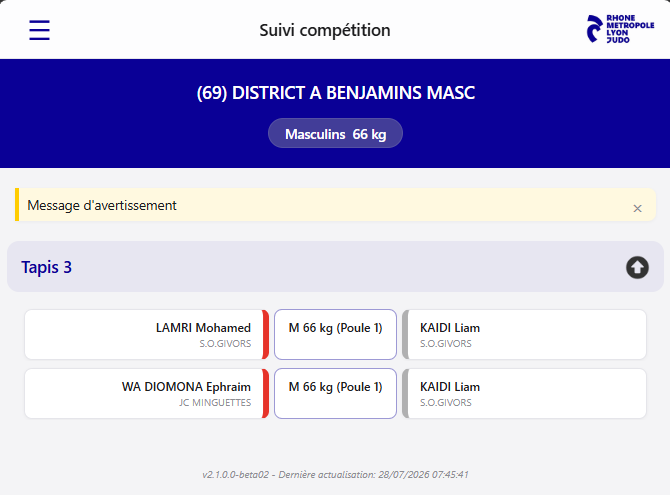 ☰
Suivi compétition
RHONE
METROPOLE
LYON
JUDO
(69) DISTRICT A BENJAMINS MASC
Masculins 66 kg
Message d'avertissement ×
Tapis 3
LAMRI Mohamed M 66 kg (Poule 1) KAIDI Liam
S.O.GIVORS S.O.GIVORS
WA DIOMONA Ephraim M 66 kg (Poule 1) KAIDI Liam
JC MINGUETTES S.O.GIVORS
v2.1.0.0-beta02 - Dernière actualisation: 28/07/2026 07:45:41